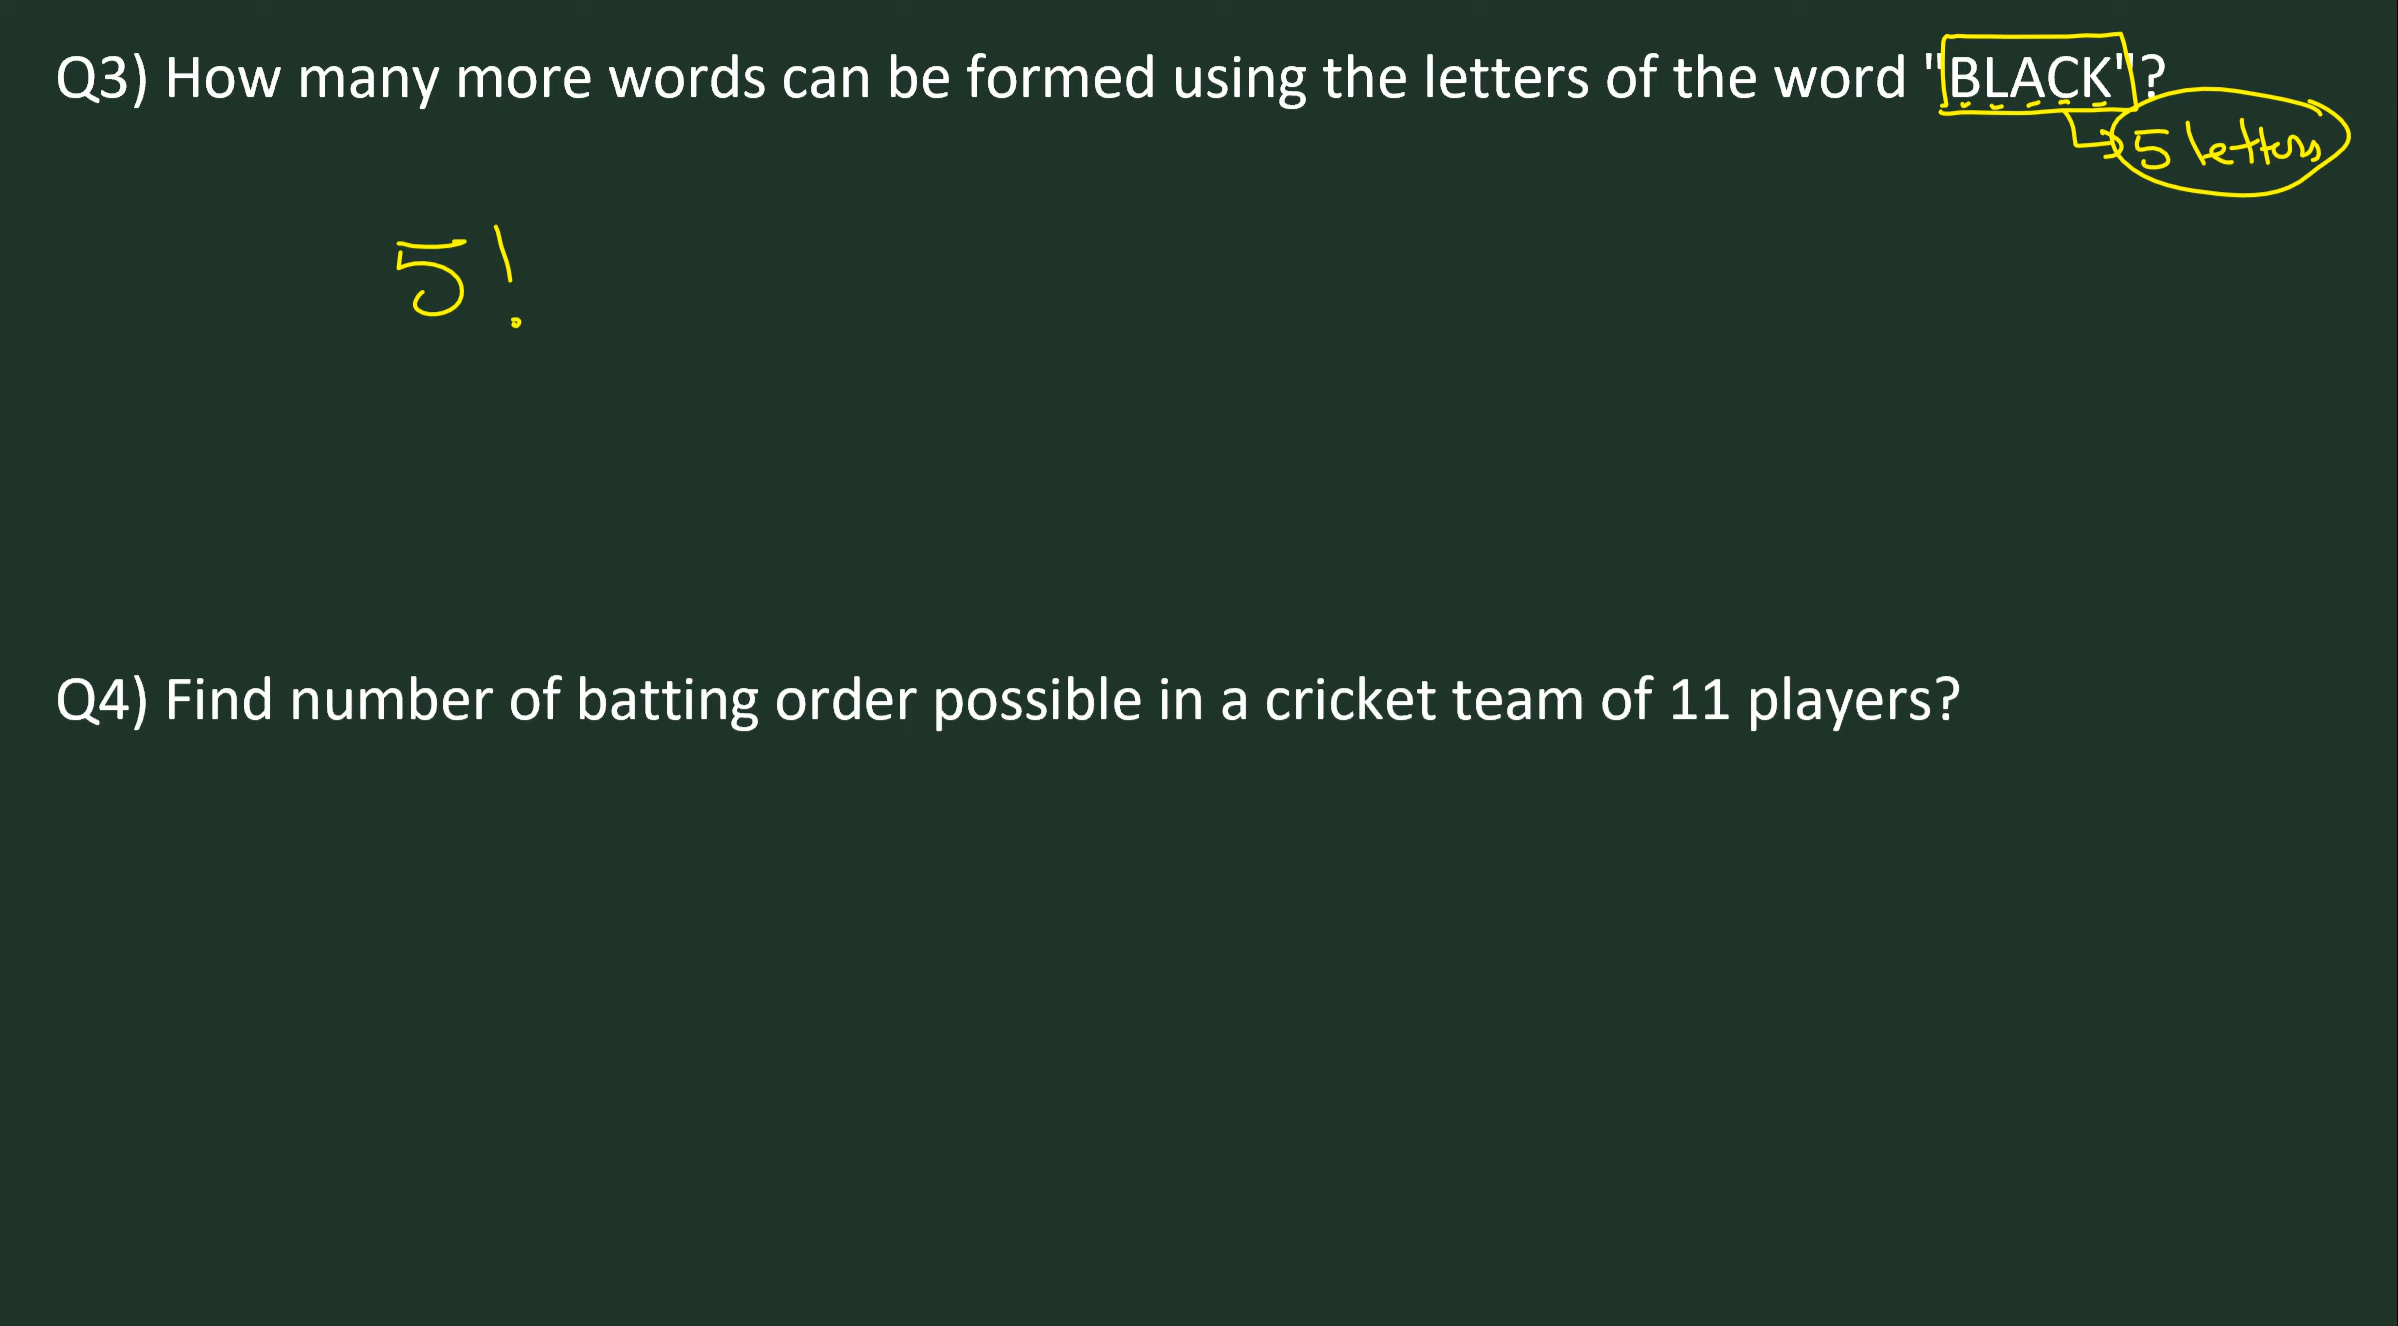 Q3) How many more words can be formed using the letters of the word "BLACK"?
5 letters
5!
Q4) Find number of batting order possible in a cricket team of 11 players?